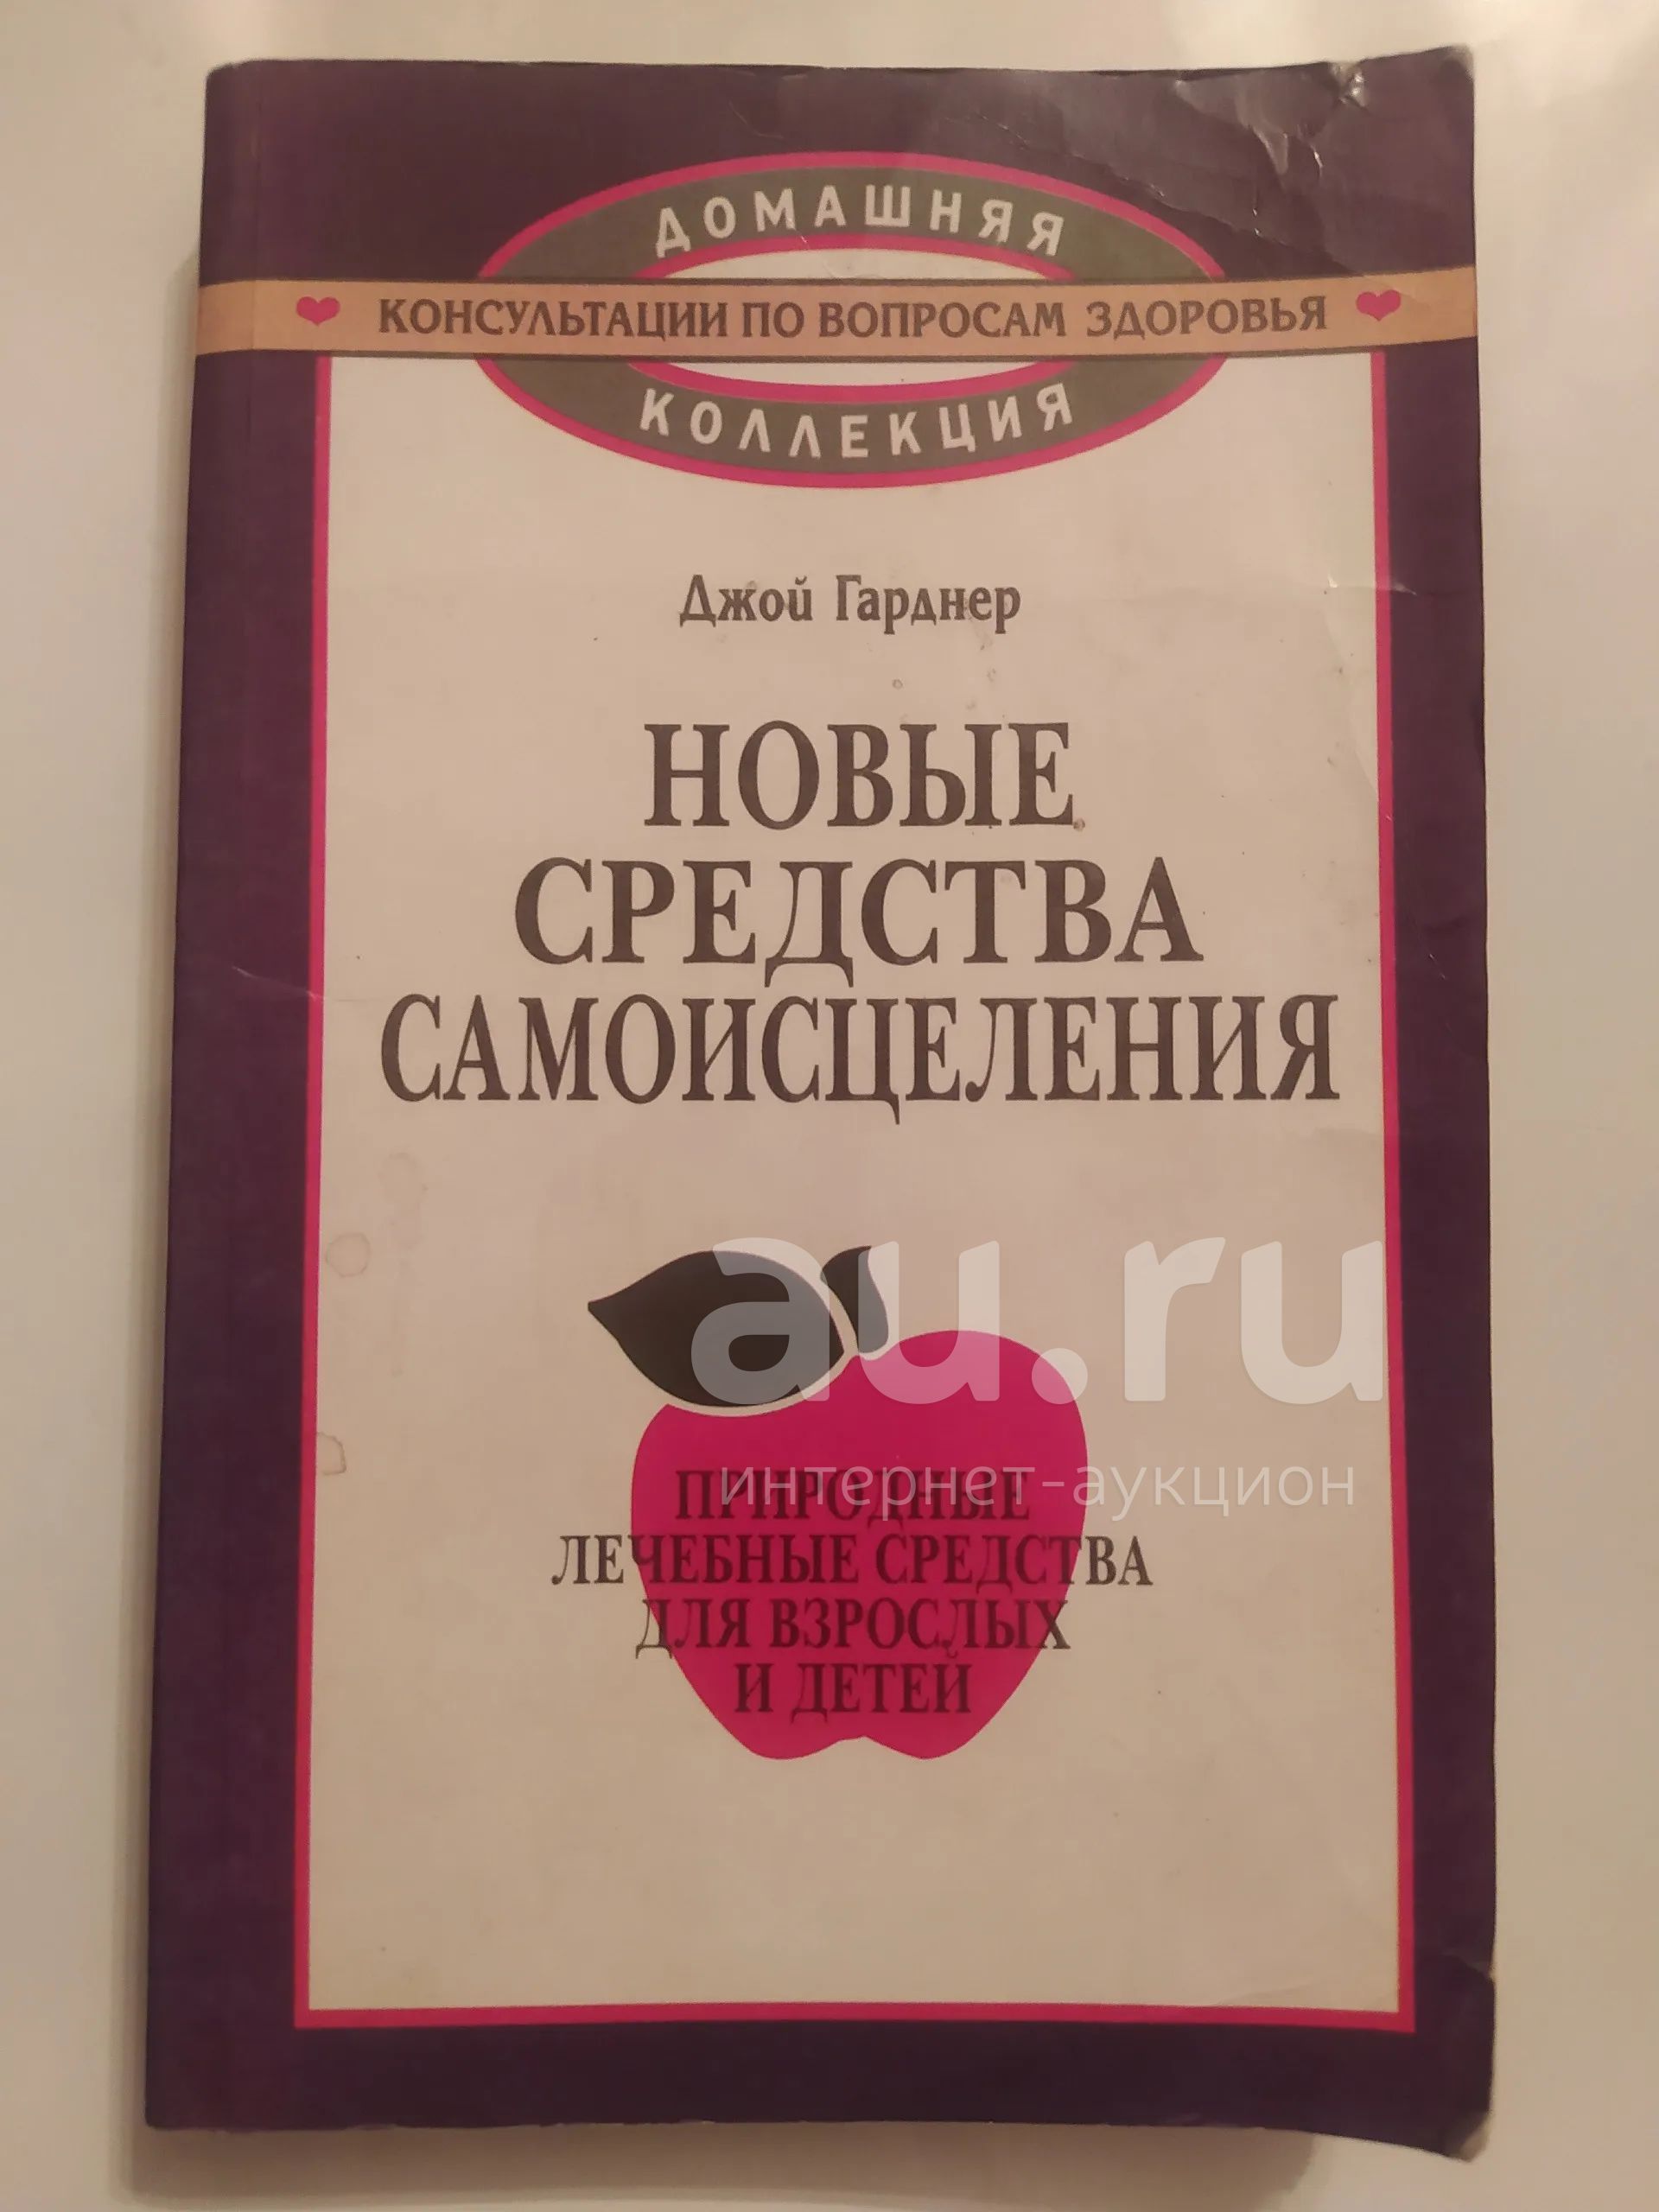 ДОМАШНЯЯ
КОНСУЛЬТАЦИИ ПО ВОПРОСАМ ЗДОРОВЬЯ
КОЛЛЕКЦИЯ
Джой Гарднер
НОВЫЕ
СРЕДСТВА
САМОИСЦЕЛЕНИЯ
au.ru
интернет-аукцион
ПРИРОДНЫЕ
ЛЕЧЕБНЫЕ СРЕДСТВА
ДЛЯ ВЗРОСЛЫХ
И ДЕТЕЙ